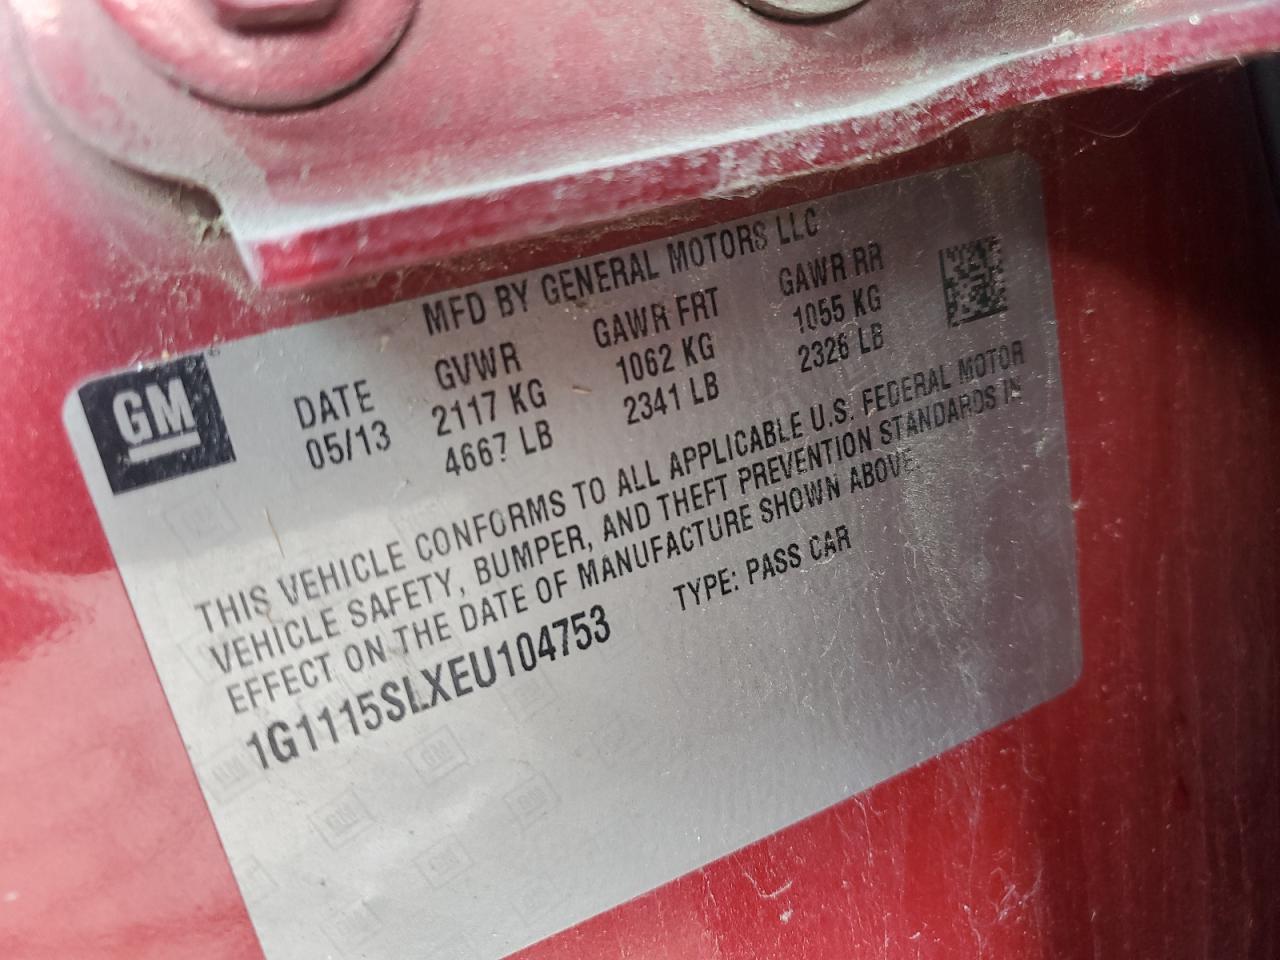 MFD BY GENERAL MOTORS LLC
GM
DATE GVWR GAWR FRT GAWR RR
05/13 2117 KG 1062 KG 1055 KG
4667 LB 2341 LB 2326 LB
THIS VEHICLE CONFORMS TO ALL APPLICABLE U.S. FEDERAL MOTOR
VEHICLE SAFETY, BUMPER, AND THEFT PREVENTION STANDARDS IN
EFFECT ON THE DATE OF MANUFACTURE SHOWN ABOVE.
1G1115SLXEU104753 TYPE: PASS CAR